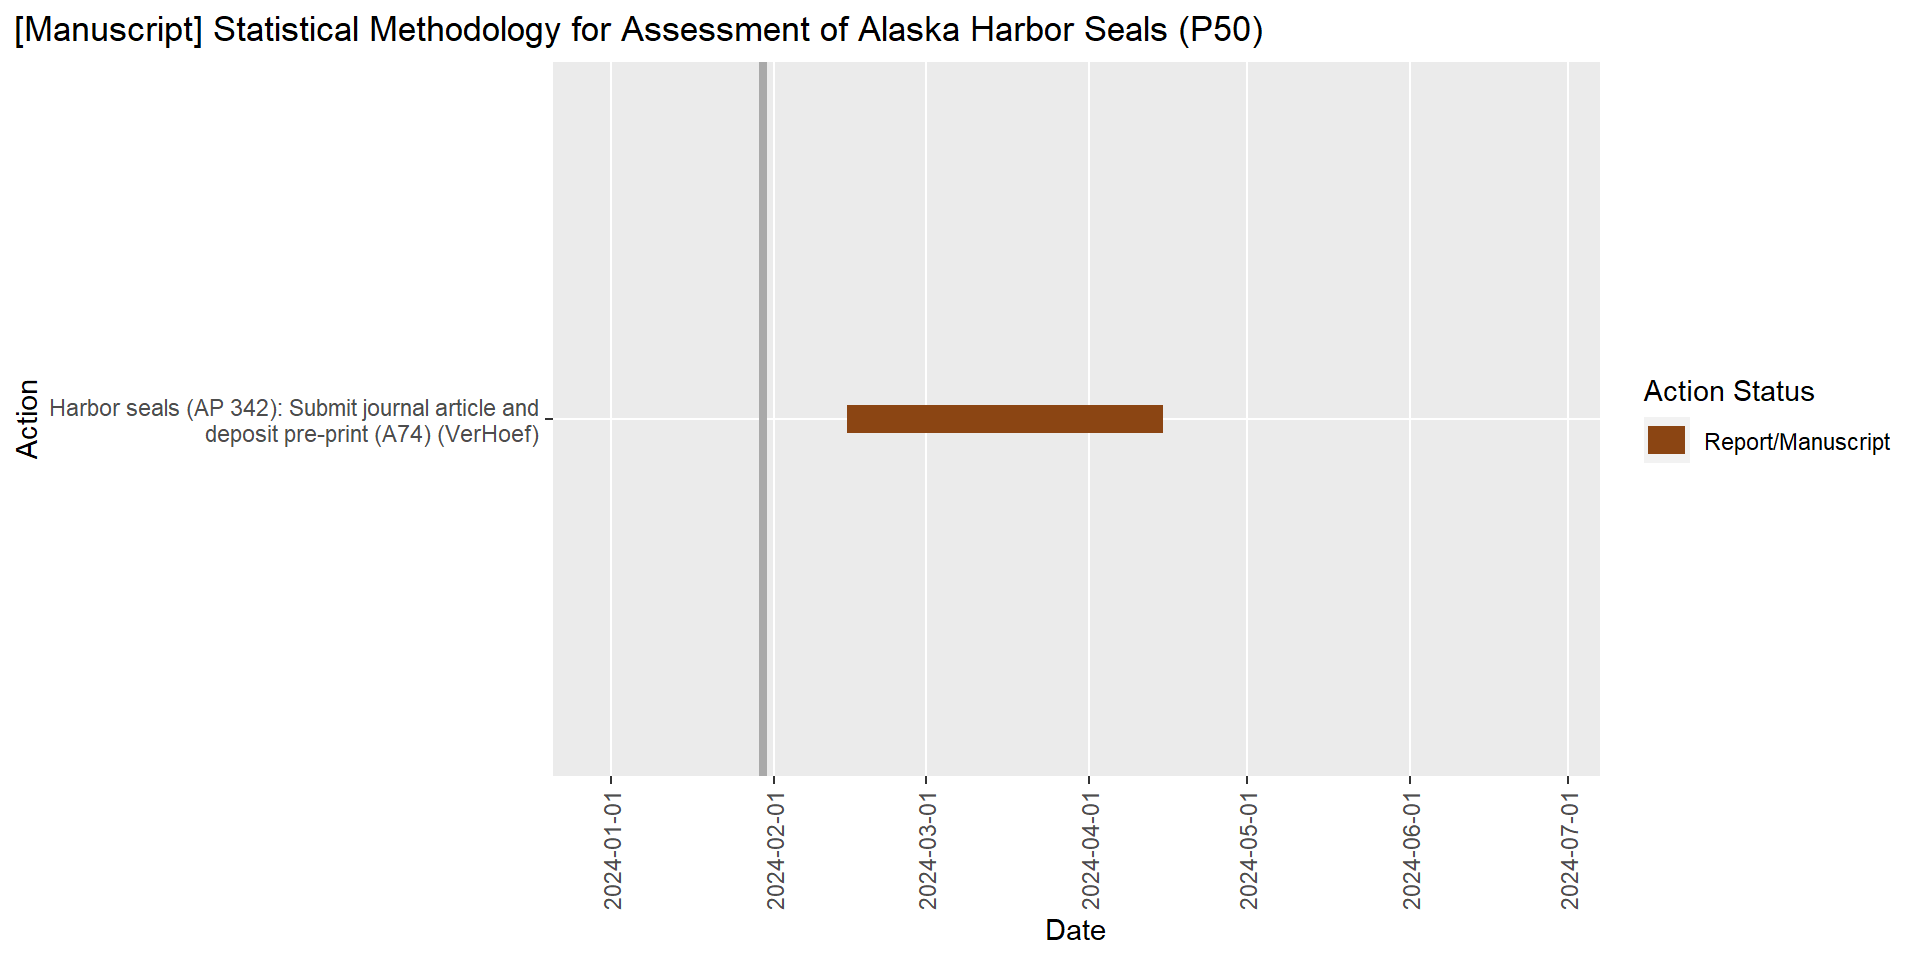 [Manuscript] Statistical Methodology for Assessment of Alaska Harbor Seals (P50)
Action
Harbor seals (AP 342): Submit journal article and
deposit pre-print (A74) (VerHoef)
Action Status
Report/Manuscript
2024-01-01
2024-02-01
2024-03-01
2024-04-01
2024-05-01
2024-06-01
2024-07-01
Date